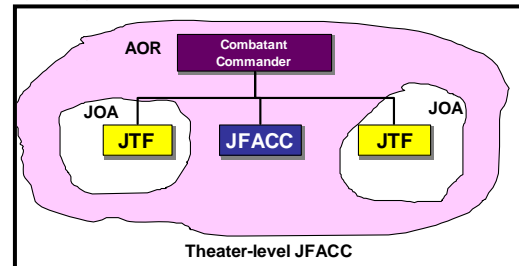 AOR
Combatant
Commander
JOA
JOA
JTF
JFACC
JTF
Theater-level JFACC